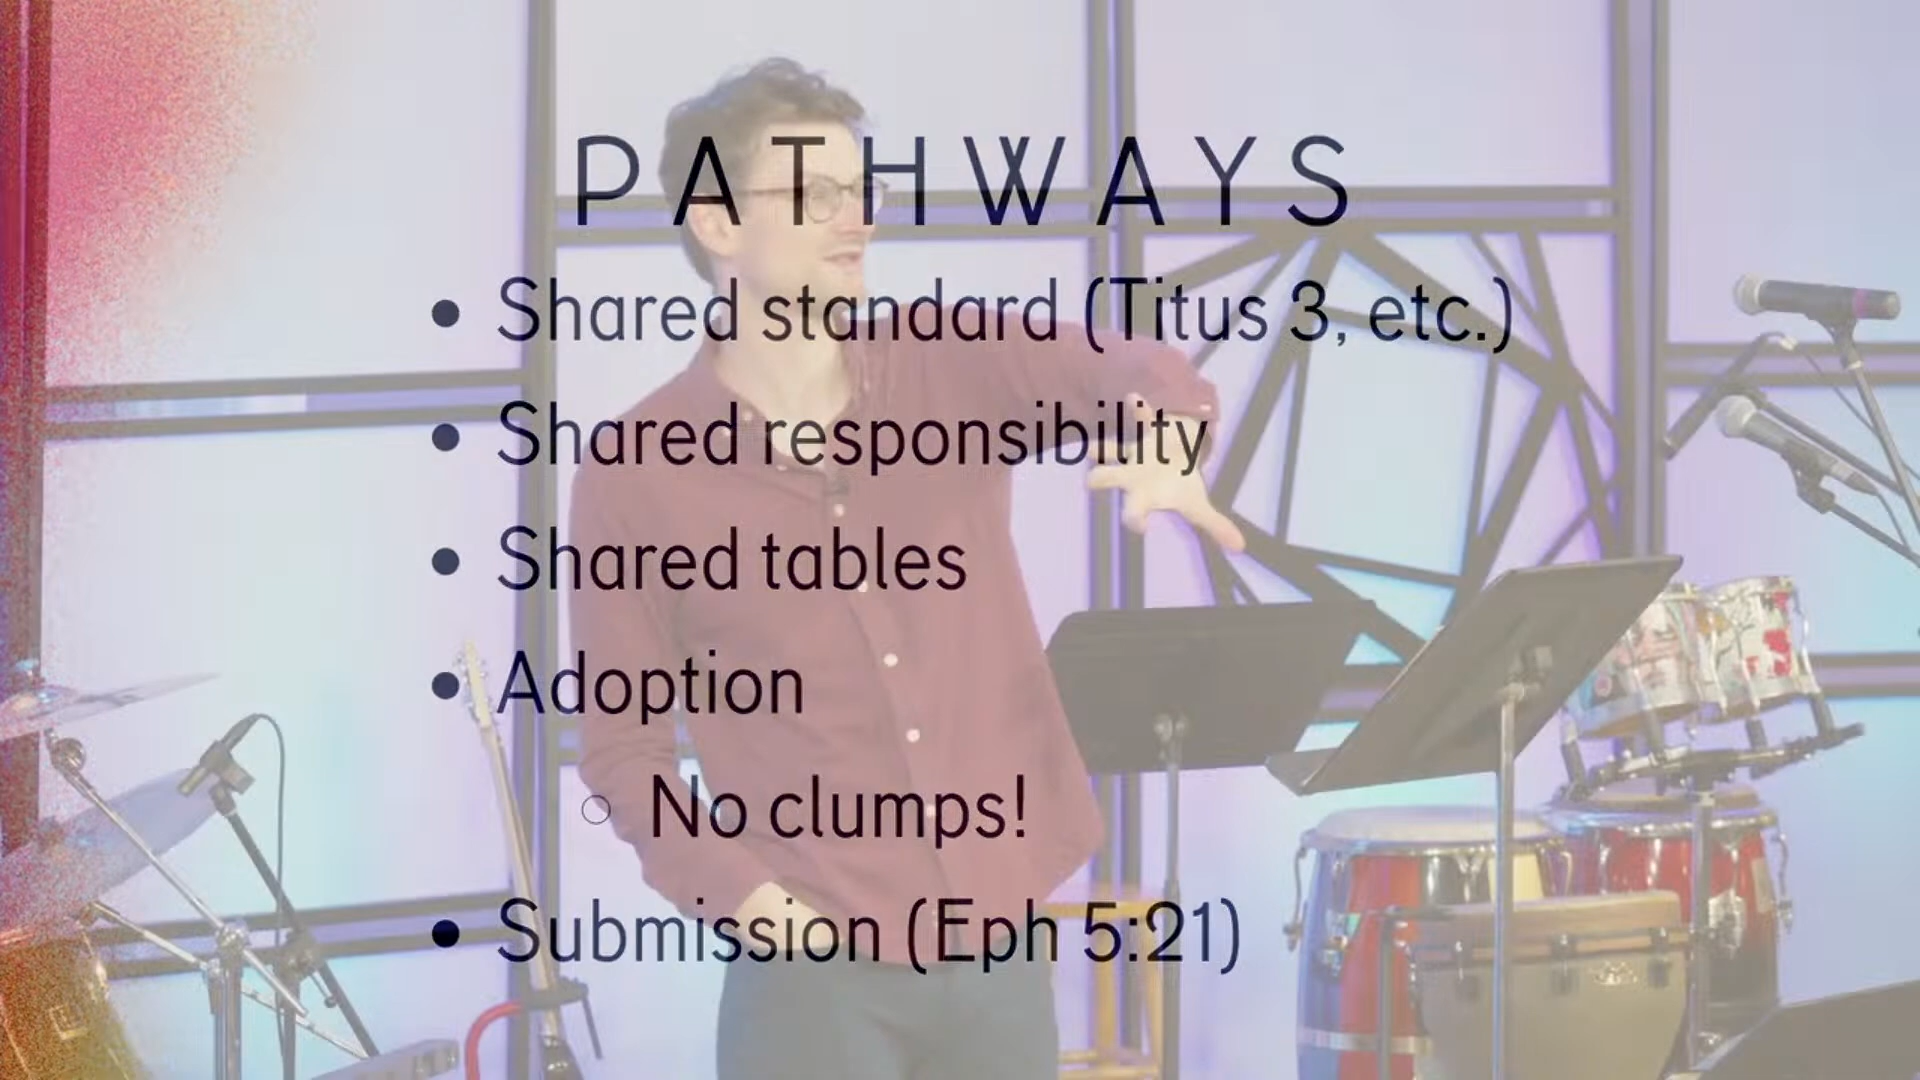 PATHWAYS
• Shared standard (Titus 3, etc.)
• Shared responsibility
• Shared tables
• Adoption
○ No clumps!
• Submission (Eph 5:21)